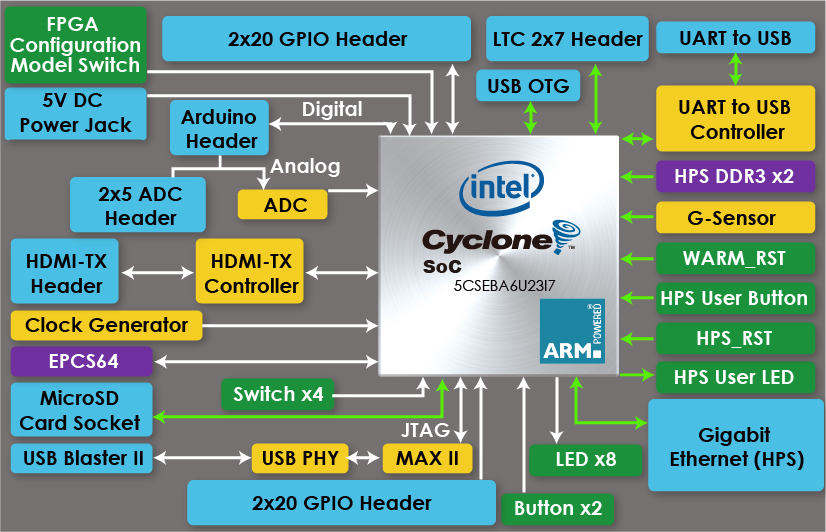 FPGA
Configuration
Model Switch
2x20 GPIO Header
LTC 2x7 Header
UART to USB
USB OTG
5V DC
Power Jack
Arduino
Header
Digital
UART to USB
Controller
Analog
2x5 ADC
Header
ADC
intel
Cyclone
TM
SoC
5CSEBA6U23I7
HPS DDR3 x2
G-Sensor
HDMI-TX
Header
HDMI-TX
Controller
WARM_RST
HPS User Button
Clock Generator
ARM
POWERED
®
HPS_RST
EPCS64
HPS User LED
MicroSD
Card Socket
Switch x4
JTAG
Gigabit
Ethernet (HPS)
USB Blaster II
USB PHY
MAX II
LED x8
2x20 GPIO Header
Button x2